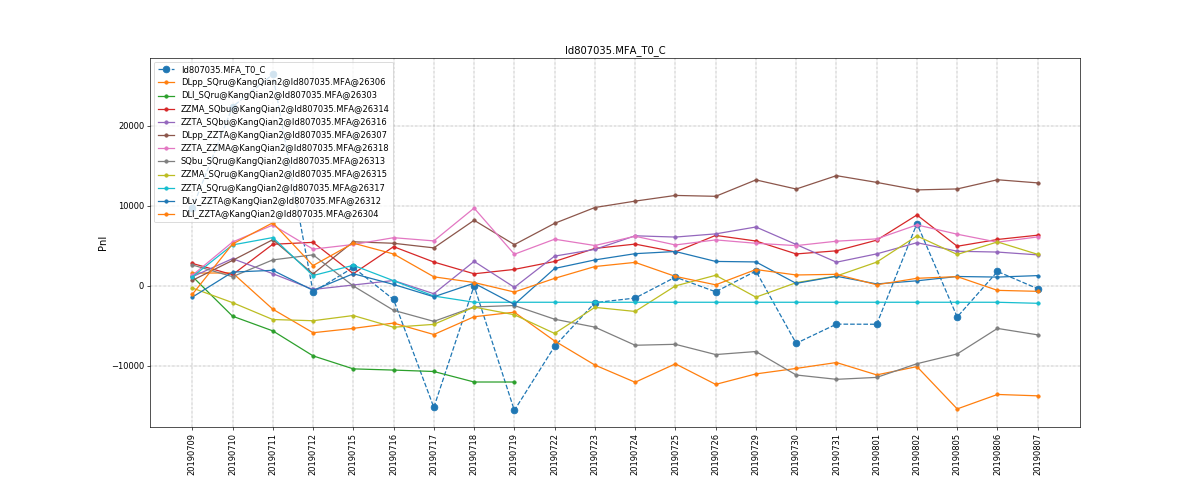 Id807035.MFA_T0_C
Id807035.MFA_T0_C
DLpp_SQru@KangQian2@Id807035.MFA@26306
DLl_SQru@KangQian2@Id807035.MFA@26303
ZZMA_SQbu@KangQian2@Id807035.MFA@26314
ZZTA_SQbu@KangQian2@Id807035.MFA@26316
DLpp_ZZTA@KangQian2@Id807035.MFA@26307
ZZTA_ZZMA@KangQian2@Id807035.MFA@26318
SQbu_SQru@KangQian2@Id807035.MFA@26313
ZZMA_SQru@KangQian2@Id807035.MFA@26315
ZZTA_SQru@KangQian2@Id807035.MFA@26317
DLv_ZZTA@KangQian2@Id807035.MFA@26312
DLl_ZZTA@KangQian2@Id807035.MFA@26304
20000
10000
0
−10000
Pnl
20190709
20190710
20190711
20190712
20190715
20190716
20190717
20190718
20190719
20190722
20190723
20190724
20190725
20190726
20190729
20190730
20190731
20190801
20190802
20190805
20190806
20190807